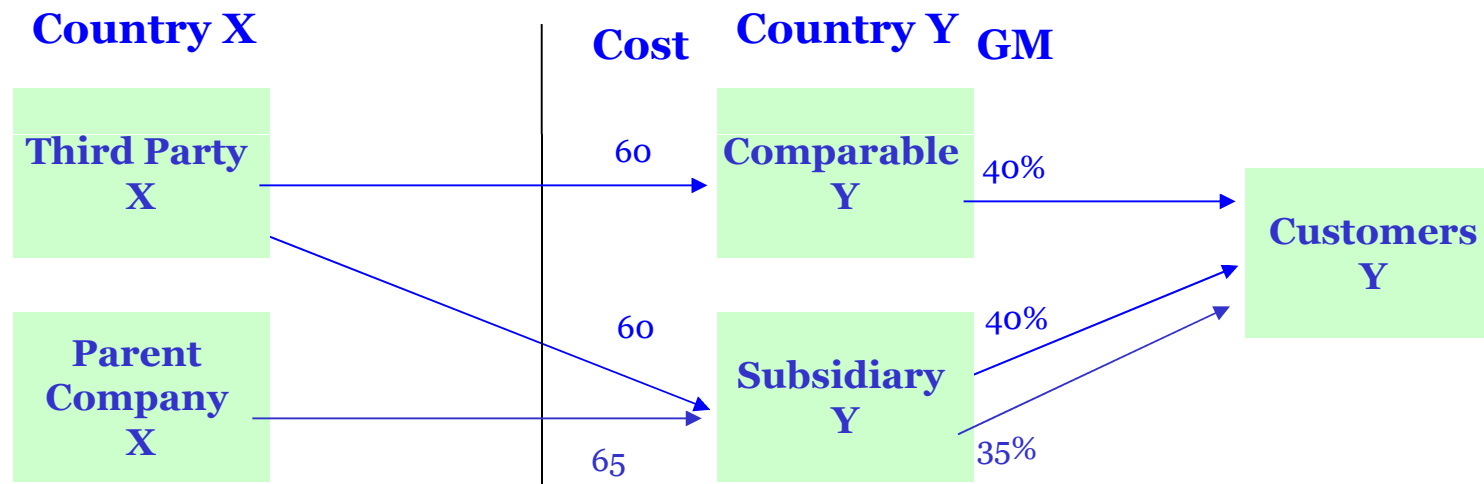 Country X
Cost
Country Y
GM
Third Party
X
60
Comparable
Y
40%
Customers
Y
Parent
Company
X
60
65
Subsidiary
Y
40%
35%